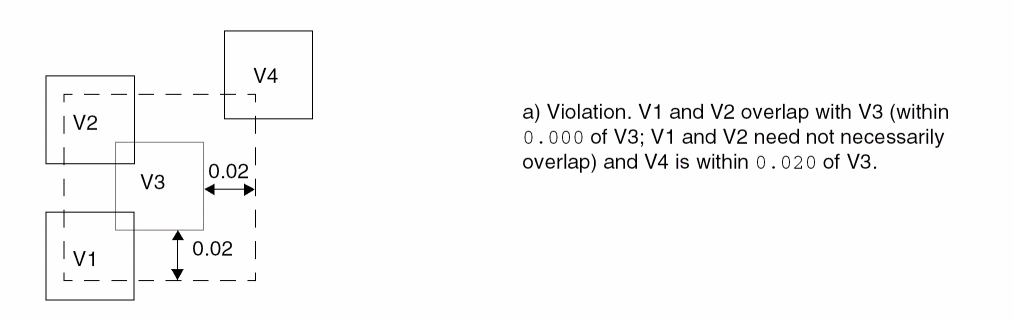 V4
V2
V3
0.02
0.02
V1
a) Violation. V1 and V2 overlap with V3 (within
0.000 of V3; V1 and V2 need not necessarily
overlap) and V4 is within 0.020 of V3.